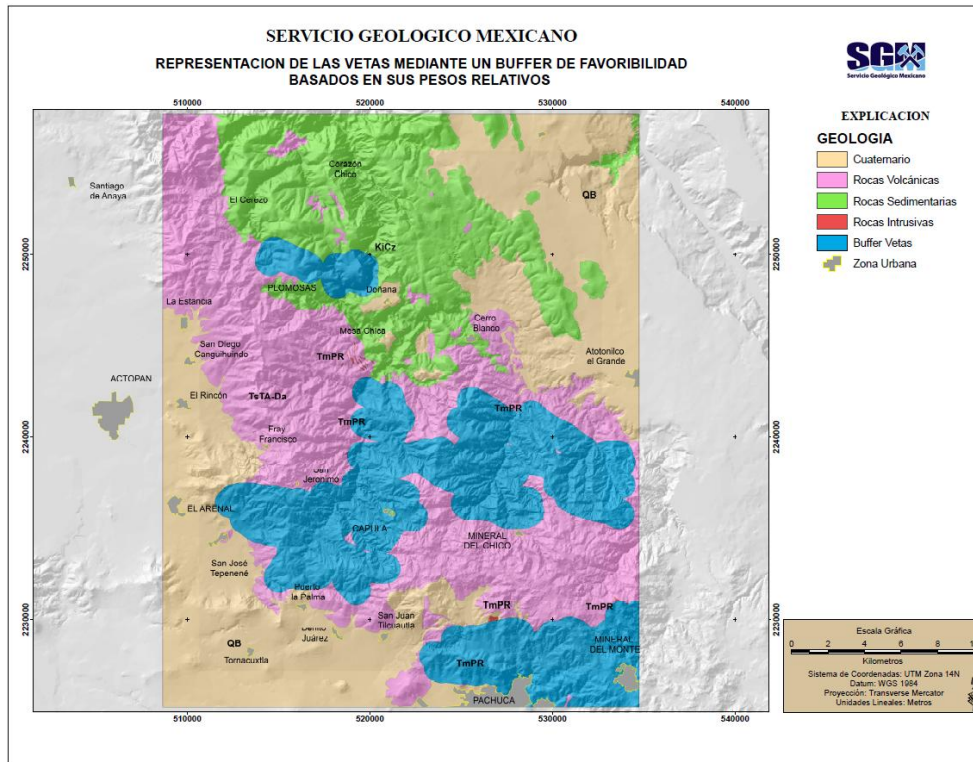 SERVICIO GEOLOGICO MEXICANO
REPRESENTACION DE LAS VETAS MEDIANTE UN BUFFER DE FAVORIBILIDAD
BASADOS EN SUS PESOS RELATIVOS
SGM
Servicio Geológico Mexicano
510000
520000
530000
540000
EXPLICACION
GEOLOGIA
Cuaternario
Rocas Volcánicas
Rocas Sedimentarias
Rocas Intrusivas
Buffer Vetas
Zona Urbana
Santiago
de Anaya
Corazón
Chico
El Cerezo
QB
2250000
KiCz
2250000
PLOMOSAS
Doñana
La Estancia
Cerro
Blanco
Mesa Chica
San Diego
Canguihuindo
TmPR
Atotonilco
el Grande
ACTOPAN
El Rincón
TsTA-Da
TmPR
TmPR
Fray
Francisco
2240000
2240000
San
Jeronimo
EL ARENAL
CAPULA
MINERAL
DEL CHICO
San José
Tepenené
Puerto
la Palma
TmPR
TmPR
San Juan
Tilcuautla
2230000
2230000
Benito
Juárez
QB
Tornacuxtla
MINERAL
DEL MONTE
TmPR
PACHUCA
510000
520000
530000
540000
Escala Gráfica
0 2 4 6 8
Kilometros
Sistema de Coordenadas: UTM Zona 14N
Datum: WGS 1984
Proyección: Transverse Mercator
Unidades Lineales: Metros